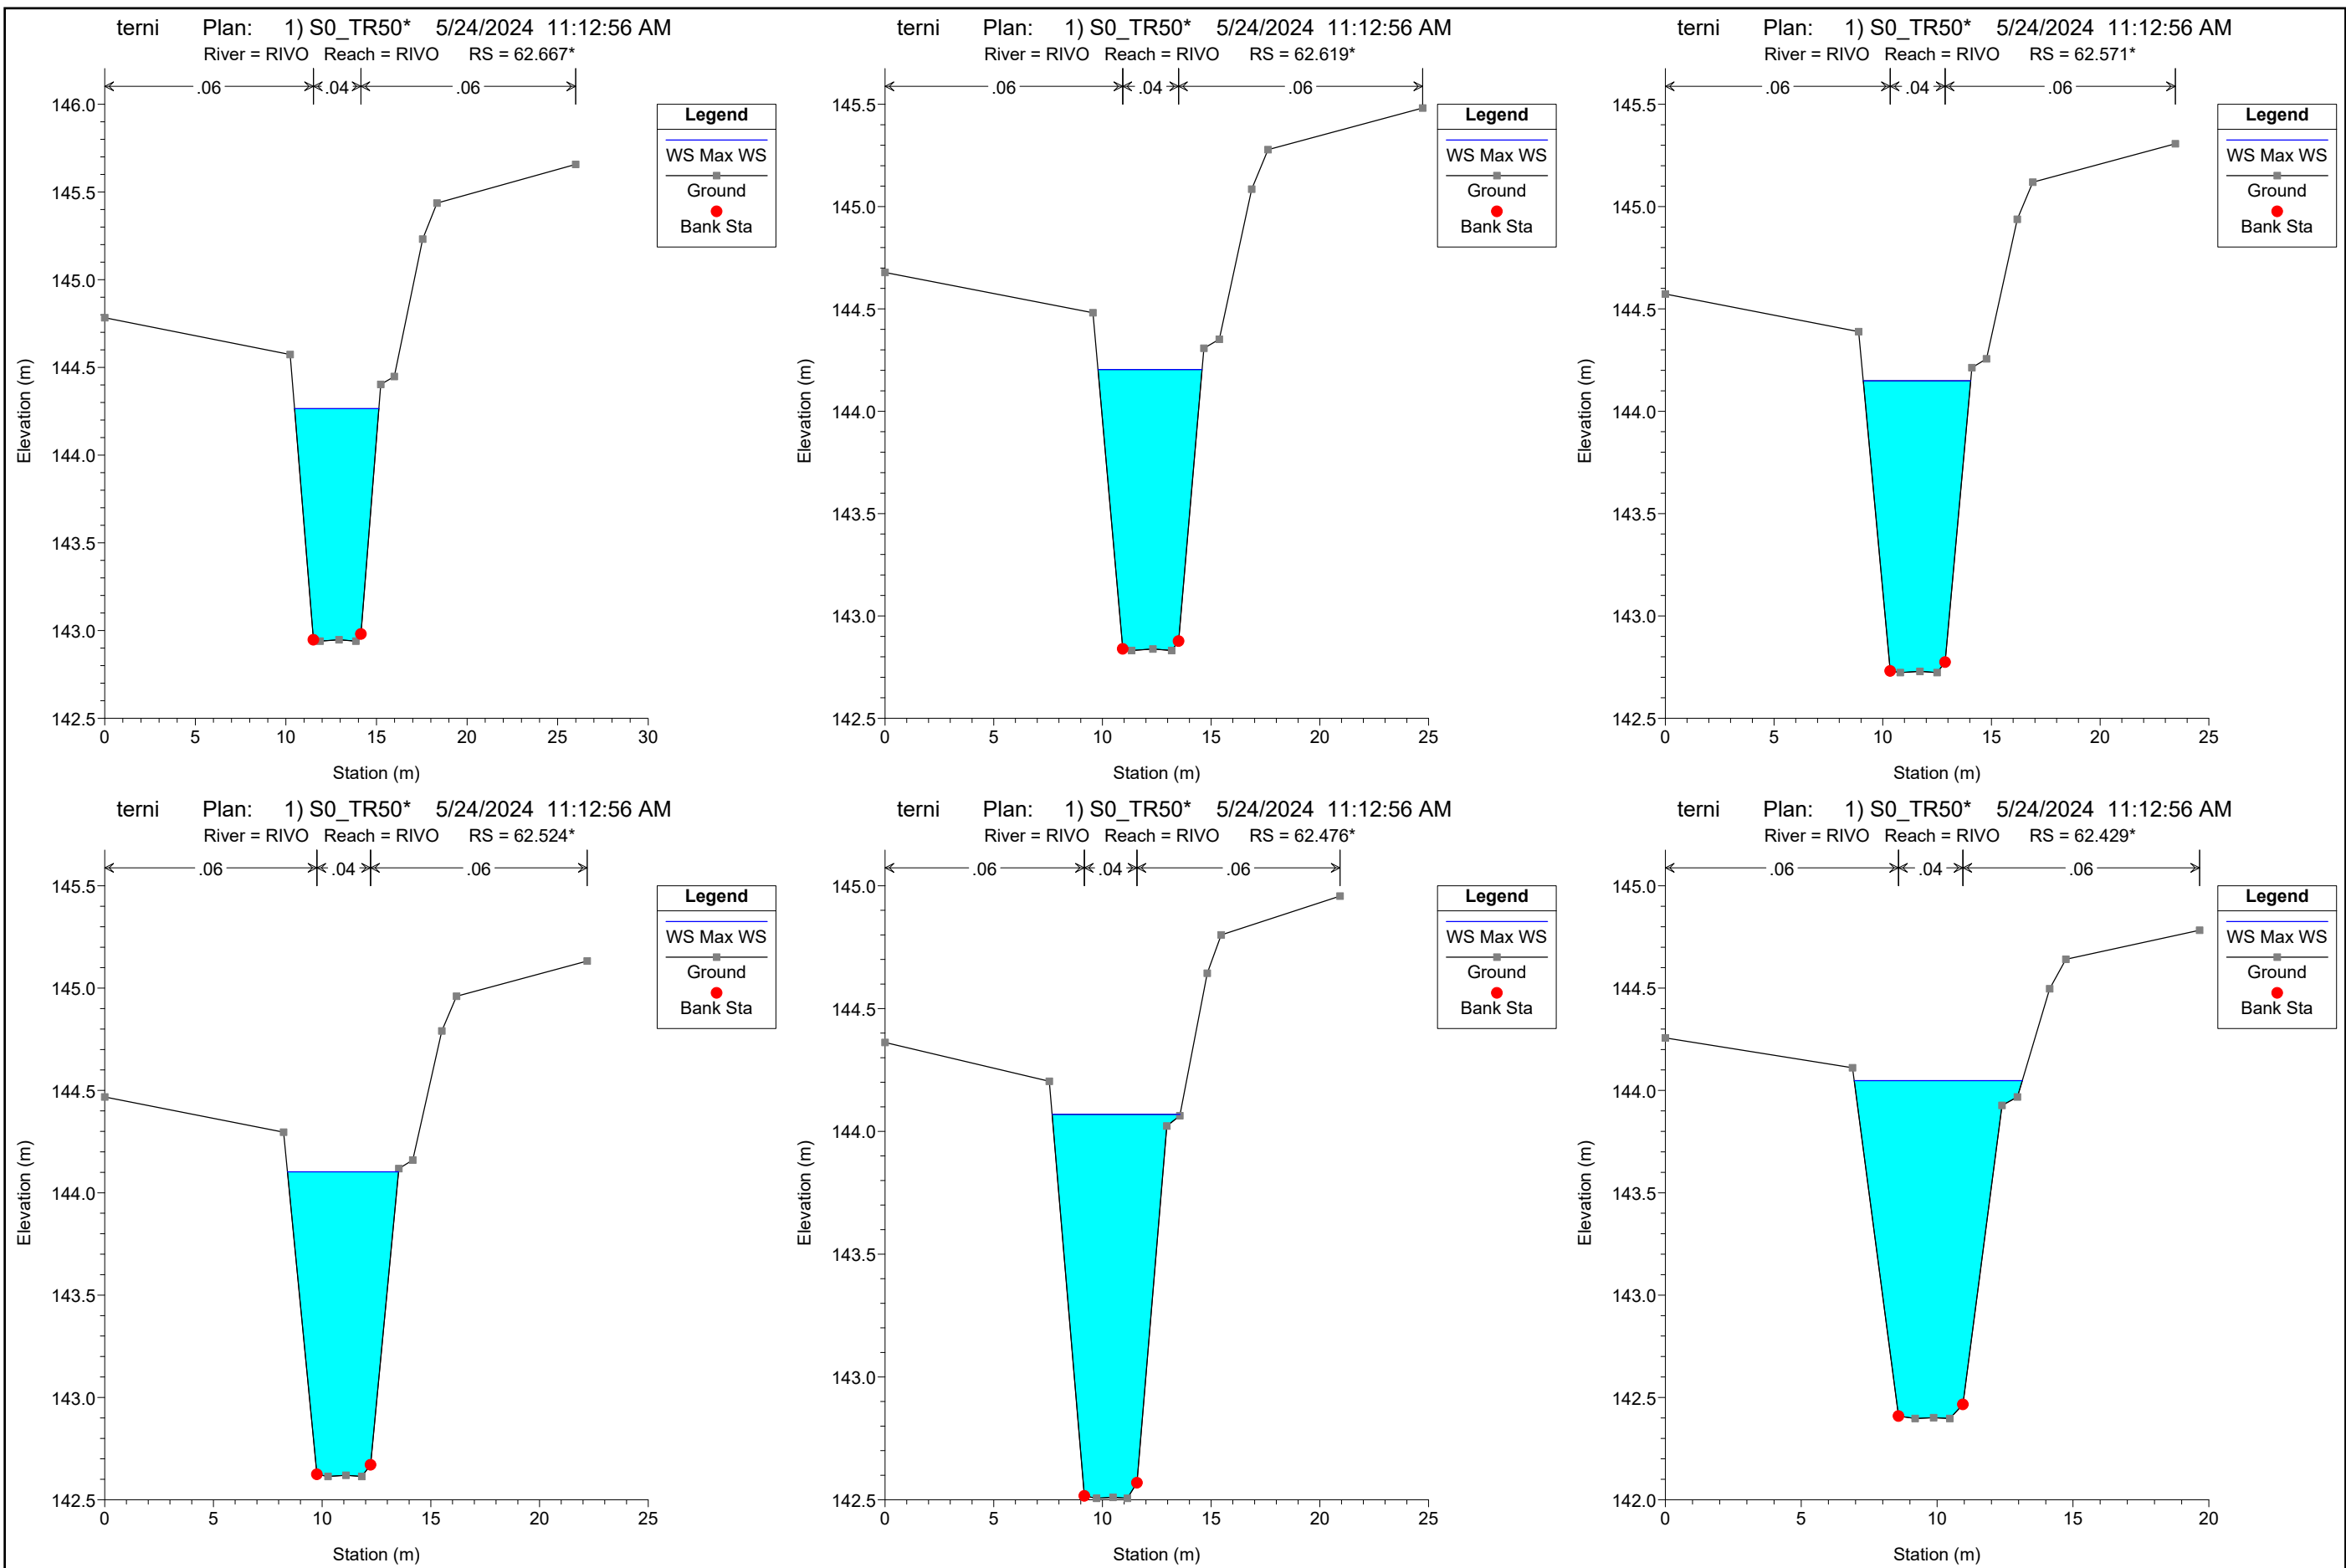 terni Plan: 1) S0_TR50* 5/24/2024 11:12:56 AM
River = RIVO Reach = RIVO RS = 62.667*
.06 .04 .06
146.0
145.5
145.0
144.5
144.0
143.5
143.0
142.5
0 5 10 15 20 25 30
Station (m)
Elevation (m)
Legend
WS Max WS
Ground
Bank Sta
terni Plan: 1) S0_TR50* 5/24/2024 11:12:56 AM
River = RIVO Reach = RIVO RS = 62.619*
.06 .04 .06
145.5
145.0
144.5
144.0
143.5
143.0
142.5
0 5 10 15 20 25
Station (m)
Elevation (m)
Legend
WS Max WS
Ground
Bank Sta
terni Plan: 1) S0_TR50* 5/24/2024 11:12:56 AM
River = RIVO Reach = RIVO RS = 62.571*
.06 .04 .06
145.5
145.0
144.5
144.0
143.5
143.0
142.5
0 5 10 15 20 25
Station (m)
Elevation (m)
Legend
WS Max WS
Ground
Bank Sta
terni Plan: 1) S0_TR50* 5/24/2024 11:12:56 AM
River = RIVO Reach = RIVO RS = 62.524*
.06 .04 .06
145.5
145.0
144.5
144.0
143.5
143.0
142.5
0 5 10 15 20 25
Station (m)
Elevation (m)
Legend
WS Max WS
Ground
Bank Sta
terni Plan: 1) S0_TR50* 5/24/2024 11:12:56 AM
River = RIVO Reach = RIVO RS = 62.476*
.06 .04 .06
145.0
144.5
144.0
143.5
143.0
142.5
0 5 10 15 20 25
Station (m)
Elevation (m)
Legend
WS Max WS
Ground
Bank Sta
terni Plan: 1) S0_TR50* 5/24/2024 11:12:56 AM
River = RIVO Reach = RIVO RS = 62.429*
.06 .04 .06
145.0
144.5
144.0
143.5
143.0
142.5
142.0
0 5 10 15 20
Station (m)
Elevation (m)
Legend
WS Max WS
Ground
Bank Sta